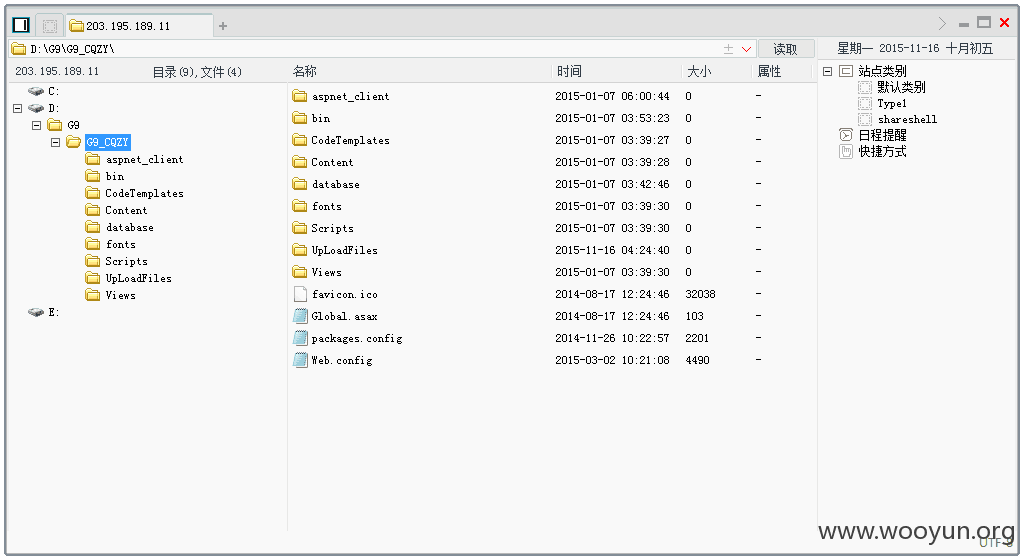 203.195.189.11
D:\G9\G9_CQZY\
读取
星期一 2015-11-16 十月初五
203.195.189.11 目录(9),文件(4)
名称 时间 大小 属性
C:
D:
G9
G9_CQZY
aspnet_client
bin
CodeTemplates
Content
database
fonts
Scripts
UpLoadFiles
Views
E:
aspnet_client 2015-01-07 06:00:44 0 -
bin 2015-01-07 03:53:23 0 -
CodeTemplates 2015-01-07 03:39:27 0 -
Content 2015-01-07 03:39:28 0 -
database 2015-01-07 03:42:46 0 -
fonts 2015-01-07 03:39:30 0 -
Scripts 2015-01-07 03:39:30 0 -
UpLoadFiles 2015-11-16 04:24:40 0 -
Views 2015-01-07 03:39:30 0 -
favicon.ico 2014-08-17 12:24:46 32038 -
Global.asax 2014-08-17 12:24:46 103 -
packages.config 2014-11-26 10:22:57 2201 -
Web.config 2015-03-02 10:21:08 4490 -
站点类别
默认类别
Type1
shareshell
日程提醒
快捷方式
www.wooyun.org
UTF-8